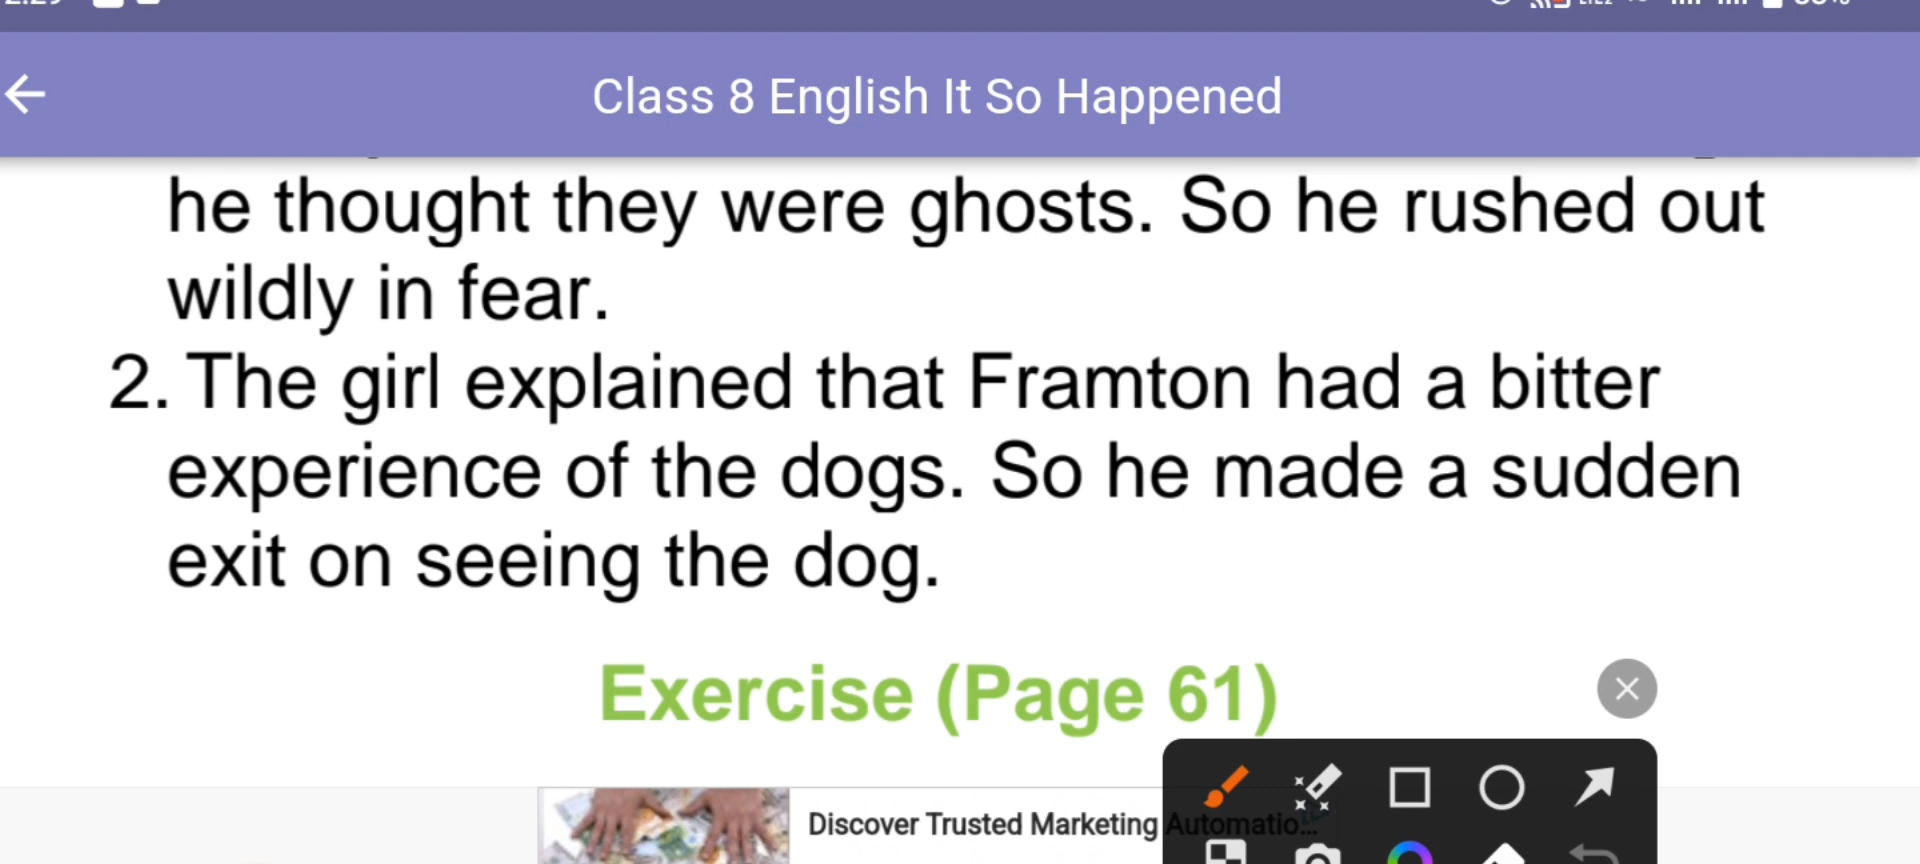 Class 8 English It So Happened
he thought they were ghosts. So he rushed out
wildly in fear.
2. The girl explained that Framton had a bitter
experience of the dogs. So he made a sudden
exit on seeing the dog.
Exercise (Page 61)
Discover Trusted Marketing Automatio...